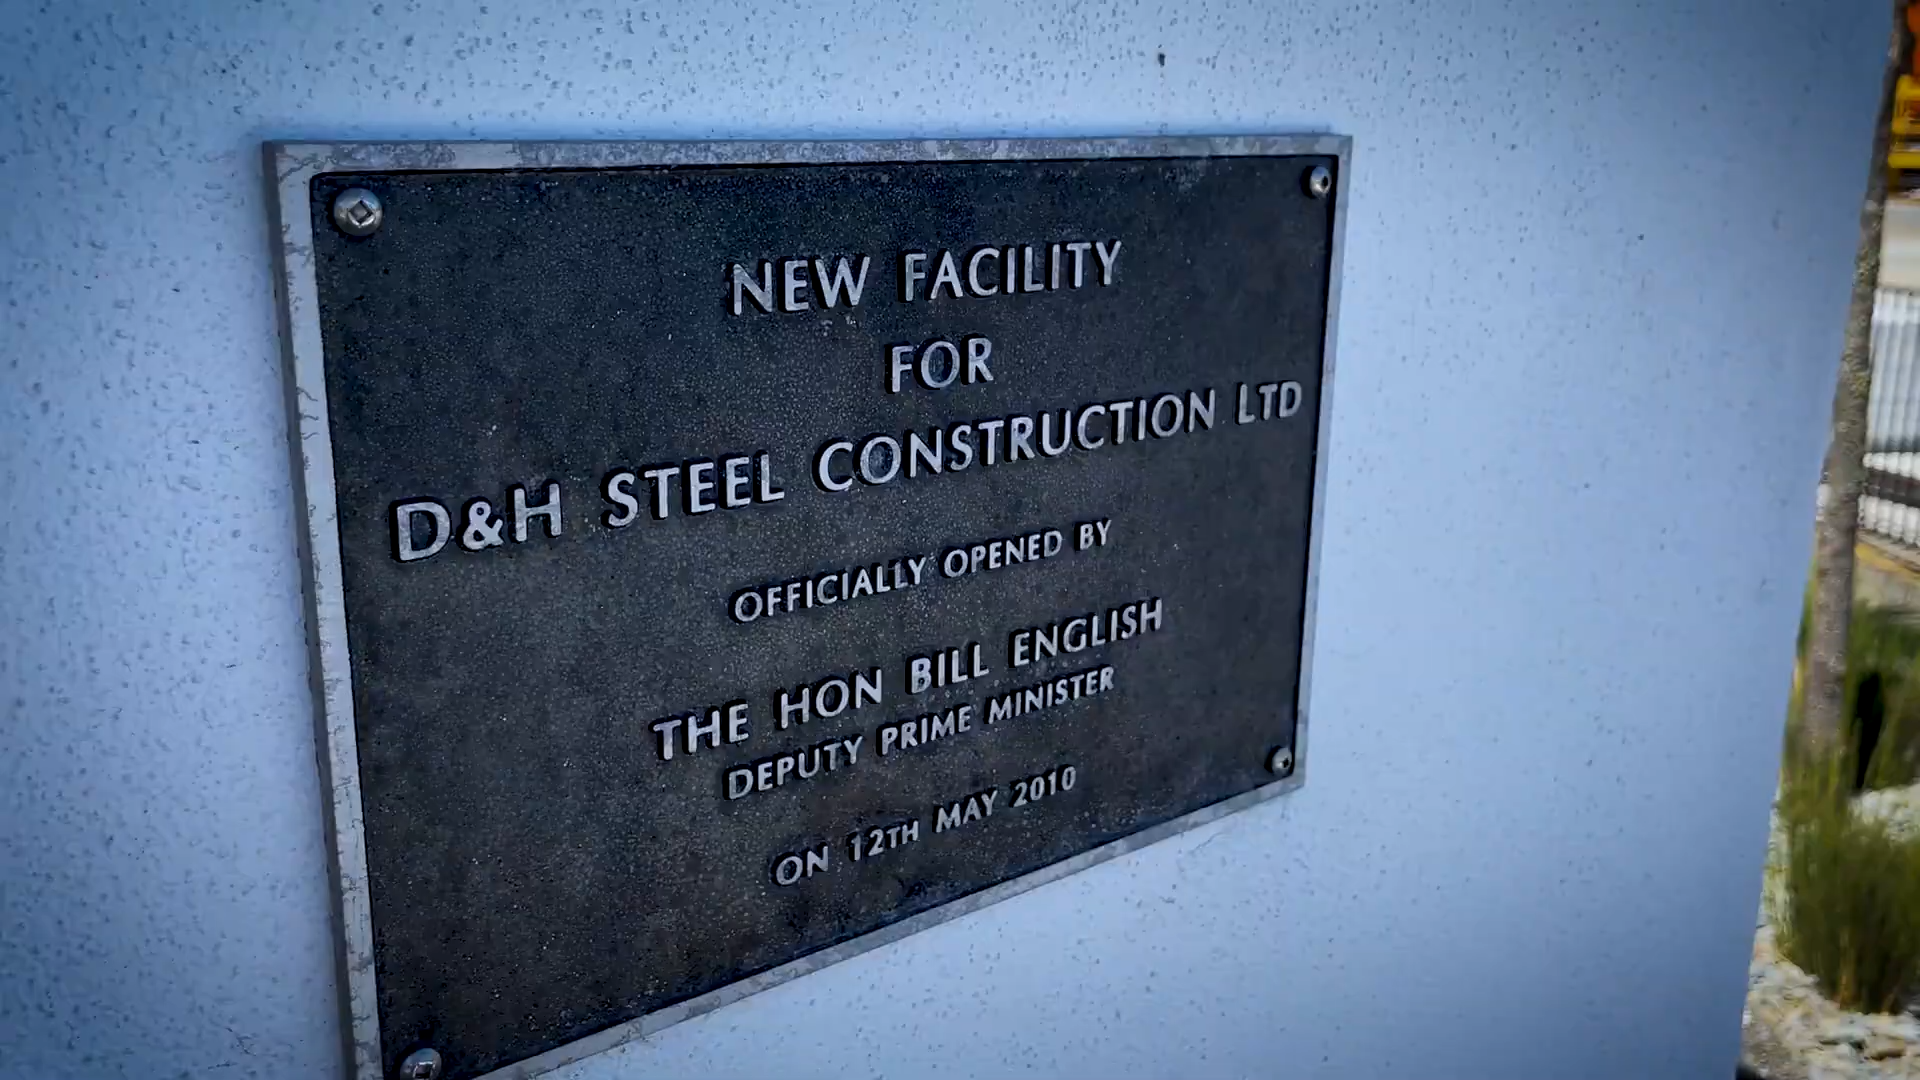 NEW FACILITY
FOR
D&H STEEL CONSTRUCTION LTD
OFFICIALLY OPENED BY
THE HON BILL ENGLISH
DEPUTY PRIME MINISTER
ON 12TH MAY 2010